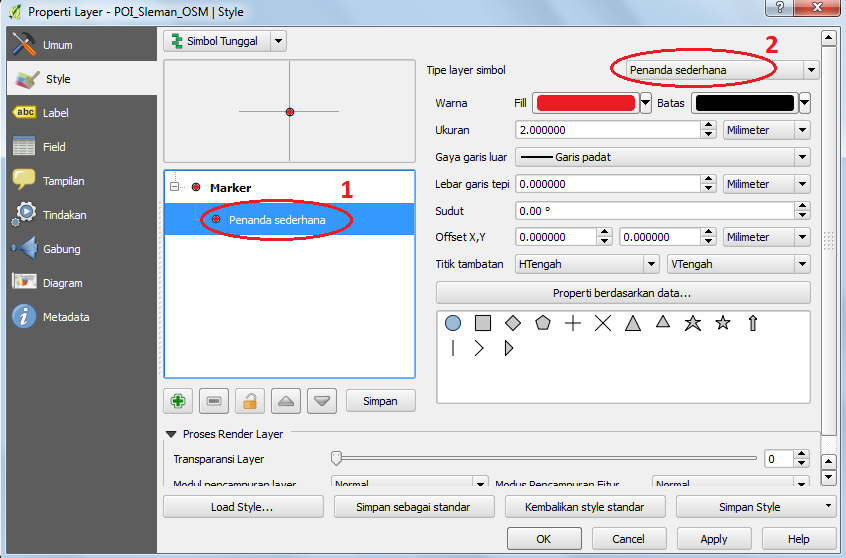 Properti Layer - POI_Sleman_OSM | Style
?
Umum
Style
abc Label
Field
Tampilan
Tindakan
Gabung
Diagram
i Metadata
Simbol Tunggal
1
Marker
Penanda sederhana
Simpan
2
Tipe layer simbol Penanda sederhana
Warna Fill Batas
Ukuran 2.000000 Milimeter
Gaya garis luar Garis padat
Lebar garis tepi 0.000000 Milimeter
Sudut 0.00 °
Offset X,Y 0.000000 0.000000 Milimeter
Titik tambatan HTengah VTengah
Properti berdasarkan data...
Proses Render Layer
Transparansi Layer 0
Modul pencampuran layer Normal Modus Pencampuran Fitur Normal
Load Style... Simpan sebagai standar Kembalikan style standar Simpan Style
OK Cancel Apply Help